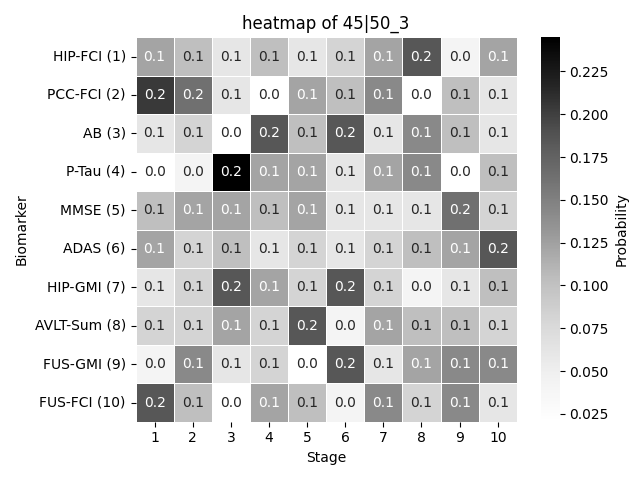 heatmap of 45|50_3
HIP-FCI (1) 0.1 0.1 0.1 0.1 0.1 0.1 0.1 0.2 0.0 0.1
PCC-FCI (2) 0.2 0.2 0.1 0.0 0.1 0.1 0.1 0.0 0.1 0.1
AB (3) 0.1 0.1 0.0 0.2 0.1 0.2 0.1 0.1 0.1 0.1
P-Tau (4) 0.0 0.0 0.2 0.1 0.1 0.1 0.1 0.1 0.0 0.1
MMSE (5) 0.1 0.1 0.1 0.1 0.1 0.1 0.1 0.1 0.2 0.1
ADAS (6) 0.1 0.1 0.1 0.1 0.1 0.1 0.1 0.1 0.1 0.2
HIP-GMI (7) 0.1 0.1 0.2 0.1 0.1 0.2 0.1 0.0 0.1 0.1
AVLT-Sum (8) 0.1 0.1 0.1 0.1 0.2 0.0 0.1 0.1 0.1 0.1
FUS-GMI (9) 0.0 0.1 0.1 0.1 0.0 0.2 0.1 0.1 0.1 0.1
FUS-FCI (10) 0.2 0.1 0.0 0.1 0.1 0.0 0.1 0.1 0.1 0.1
1 2 3 4 5 6 7 8 9 10
Stage
Biomarker
0.225
0.200
0.175
0.150
0.125
0.100
0.075
0.050
0.025
Probability